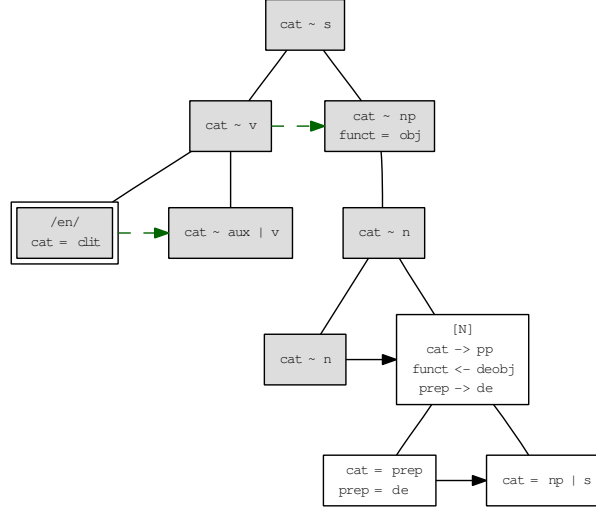 cat ~ s
cat ~ v
cat ~ np
funct = obj
/en/
cat = clit
cat ~ aux | v
cat ~ n
cat ~ n
[N]
cat -> pp
funct <- deobj
prep -> de
cat = prep
prep = de
cat = np | s